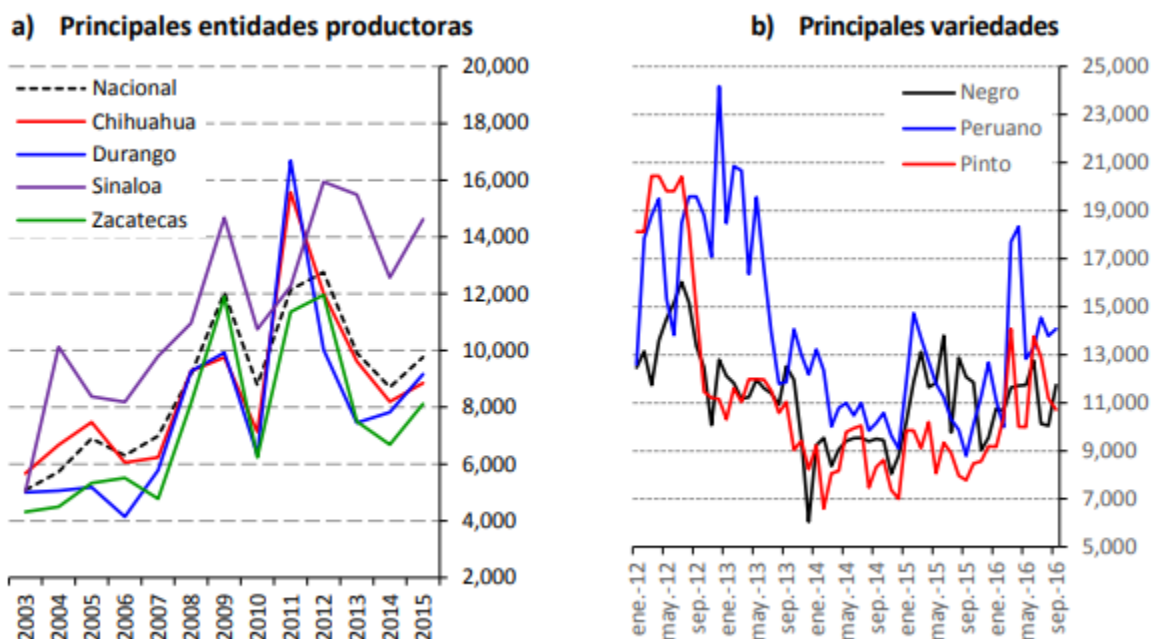 a) Principales entidades productoras
20,000
18,000
16,000
14,000
12,000
10,000
8,000
6,000
4,000
2,000
Nacional
Chihuahua
Durango
Sinaloa
Zacatecas
2003
2004
2005
2006
2007
2008
2009
2010
2011
2012
2013
2014
2015
b) Principales variedades
25,000
23,000
21,000
19,000
17,000
15,000
13,000
11,000
9,000
7,000
5,000
Negro
Peruano
Pinto
ene.-12
may.-12
sep.-12
ene.-13
may.-13
sep.-13
ene.-14
may.-14
sep.-14
ene.-15
may.-15
sep.-15
ene.-16
may.-16
sep.-16